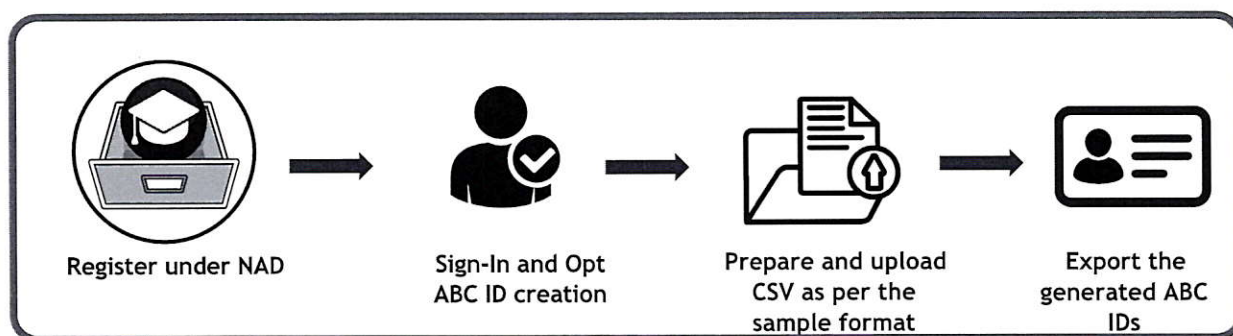 Register under NAD
Sign-In and Opt
ABC ID creation
Prepare and upload
CSV as per the
sample format
Export the
generated ABC
IDs